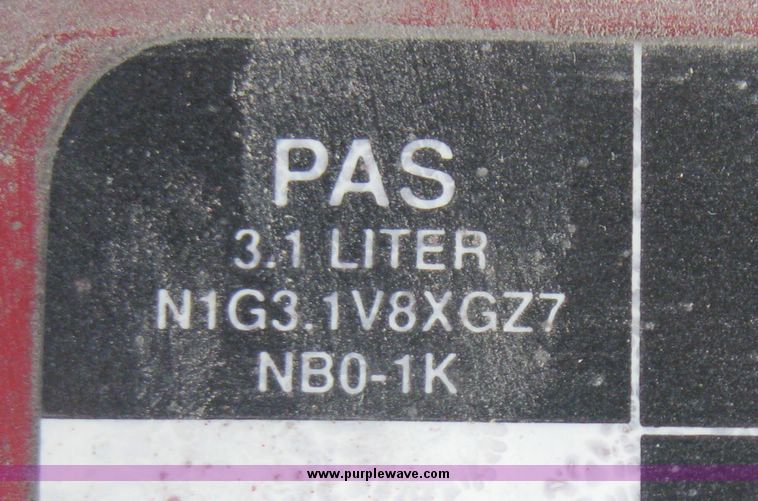 PAS
3.1 LITER
N1G3.1V8XGZ7
NB0-1K
www.purplewave.com